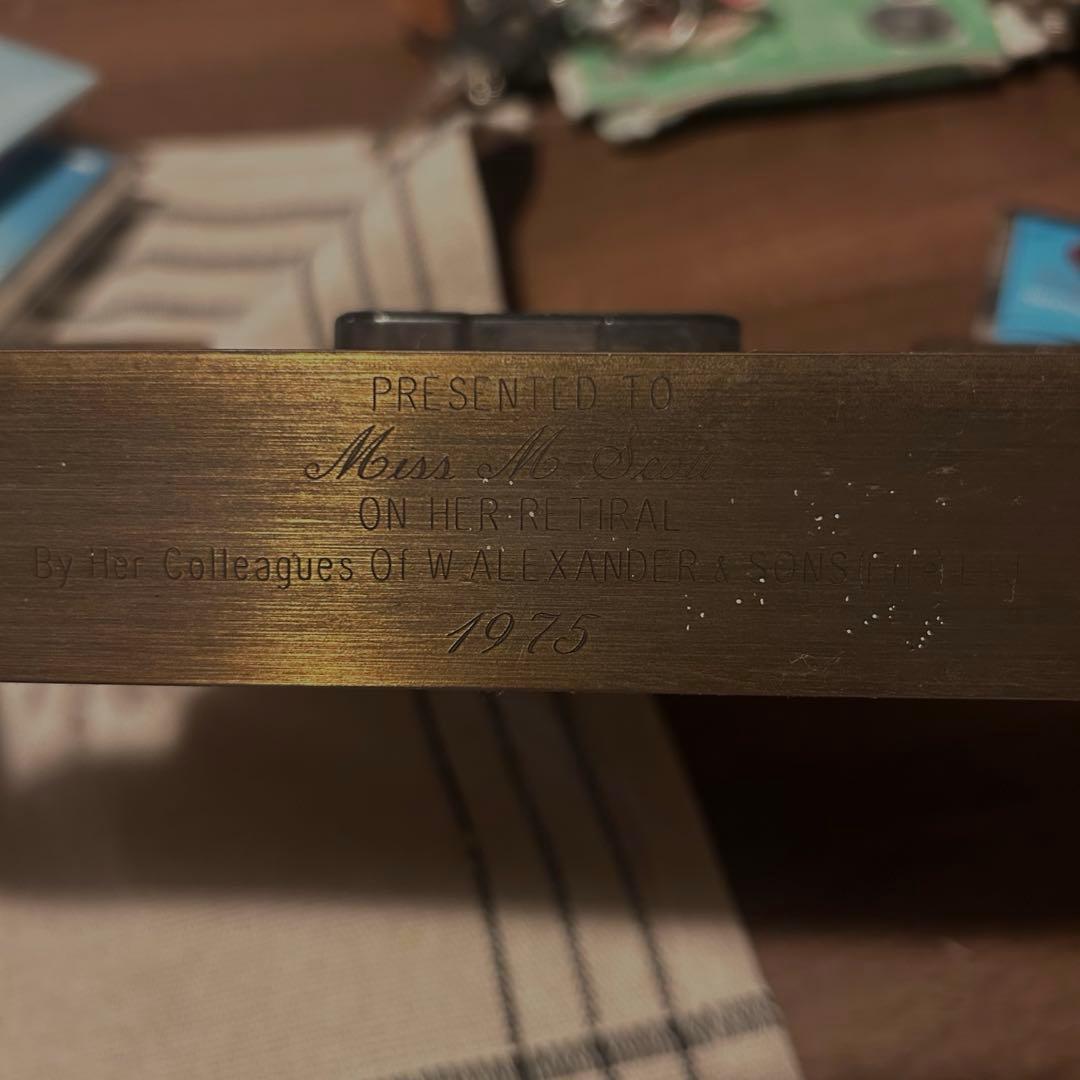 PRESENTED TO
Miss M. Scott
ON HER RETIRAL
By Her Colleagues Of W. ALEXANDER & SONS
1975